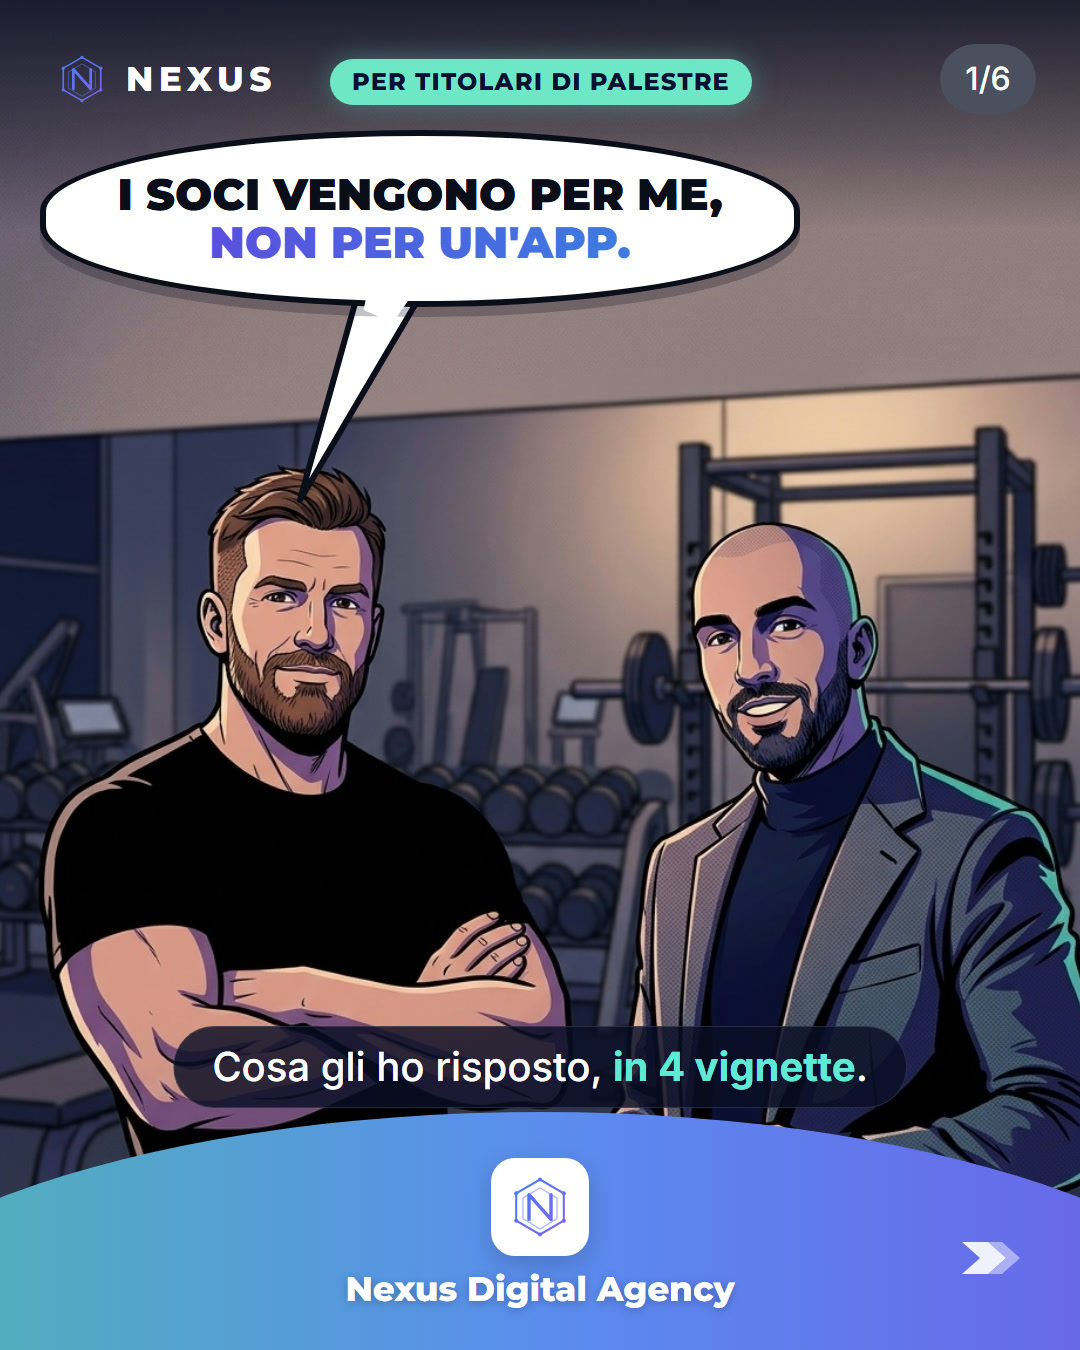 NEXUS
PER TITOLARI DI PALESTRE
1/6
I SOCI VENGONO PER ME,
NON PER UN'APP.
Cosa gli ho risposto, in 4 vignette.
N
Nexus Digital Agency